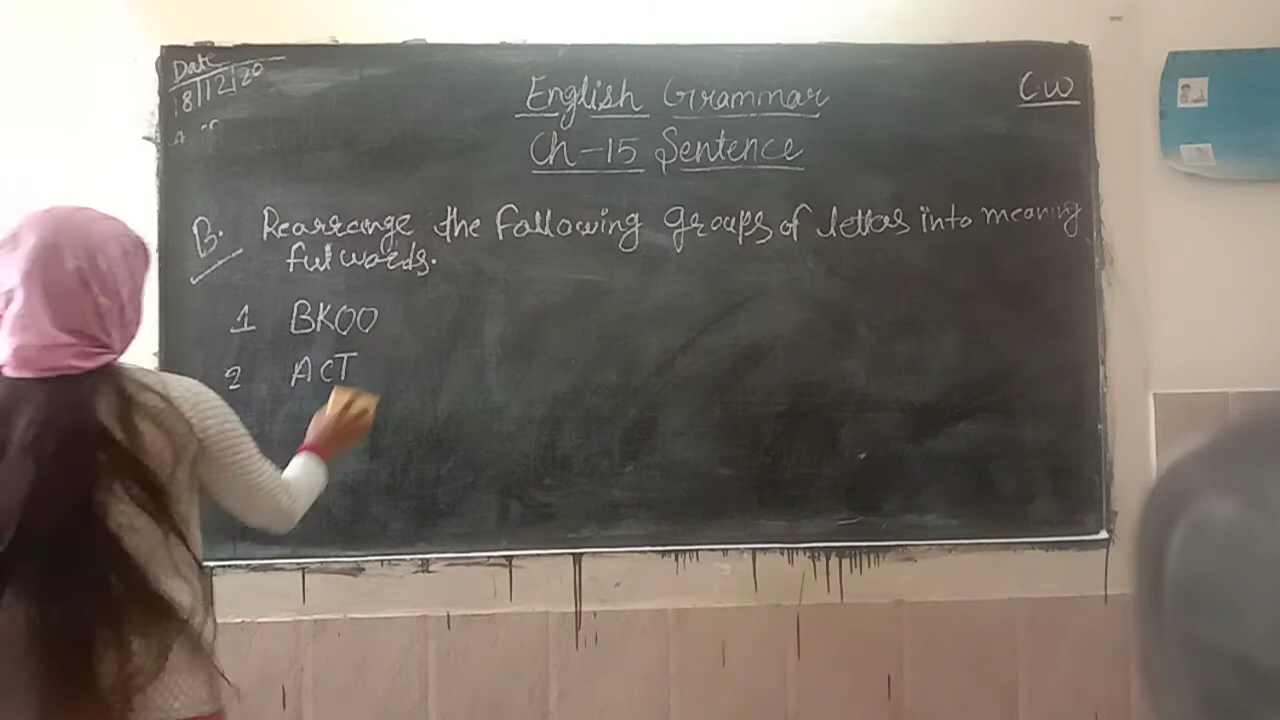 Date
18/12/20
English Grammar
C.W
Ch-15 Sentence
B. Rearrange the following groups of letters into meaning
ful words.
1 BKOO
2 ACT